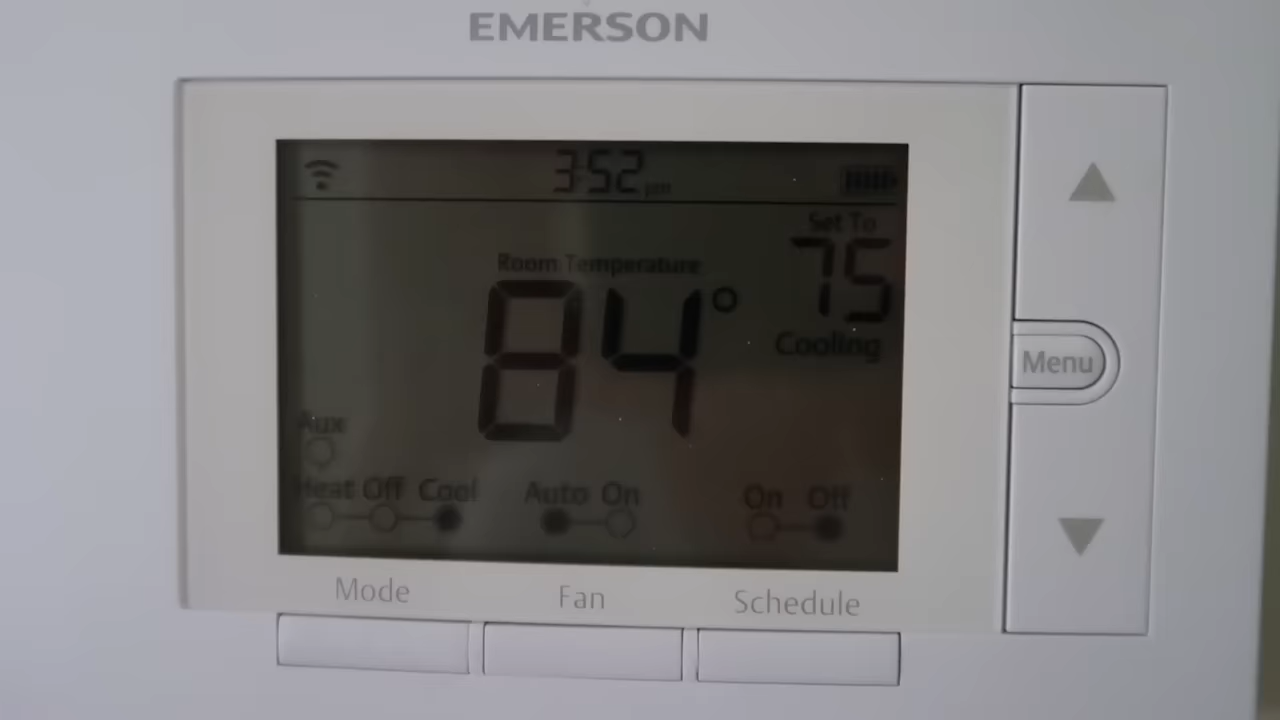 EMERSON
3:52 pm
Set To
75
Room Temperature
84°
Cooling
Aux
Heat Off Cool
Auto On
On Off
Mode
Fan
Schedule
Menu